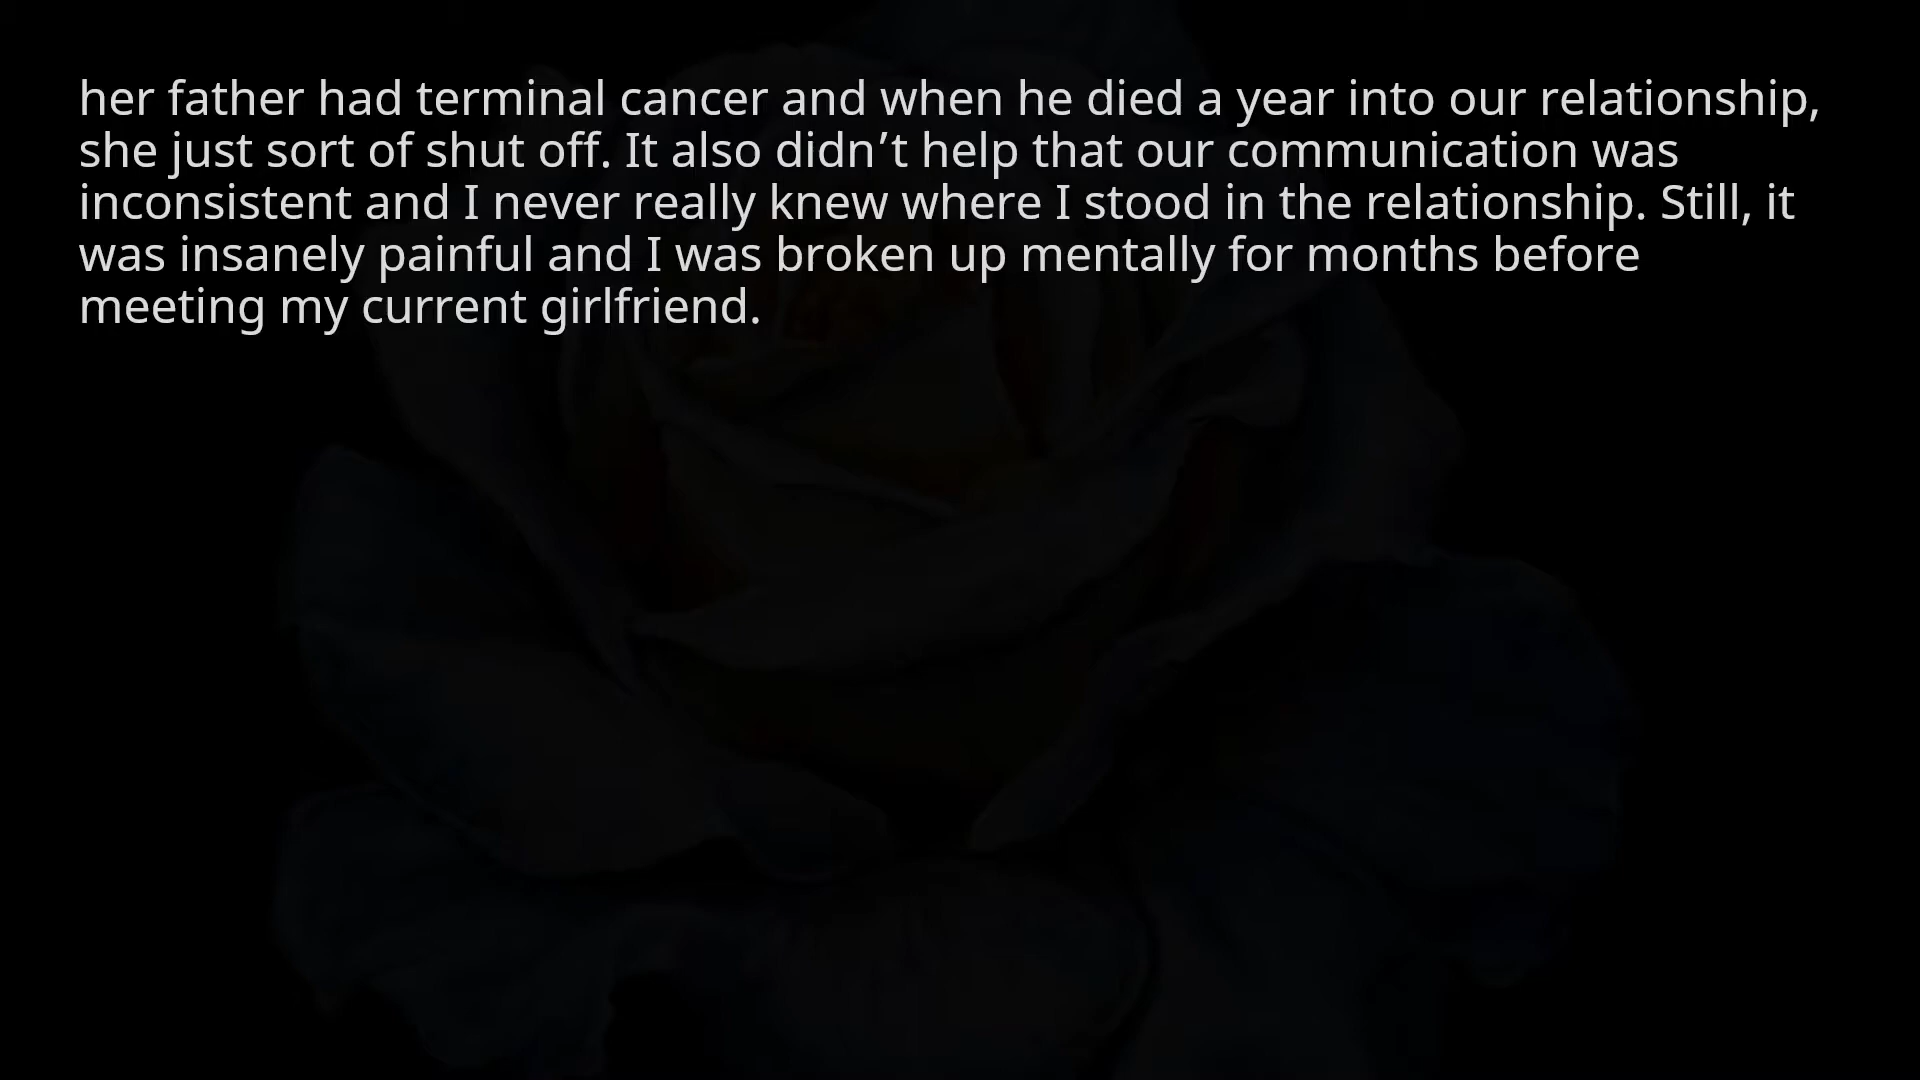 her father had terminal cancer and when he died a year into our relationship,
she just sort of shut off. It also didn’t help that our communication was
inconsistent and I never really knew where I stood in the relationship. Still, it
was insanely painful and I was broken up mentally for months before
meeting my current girlfriend.